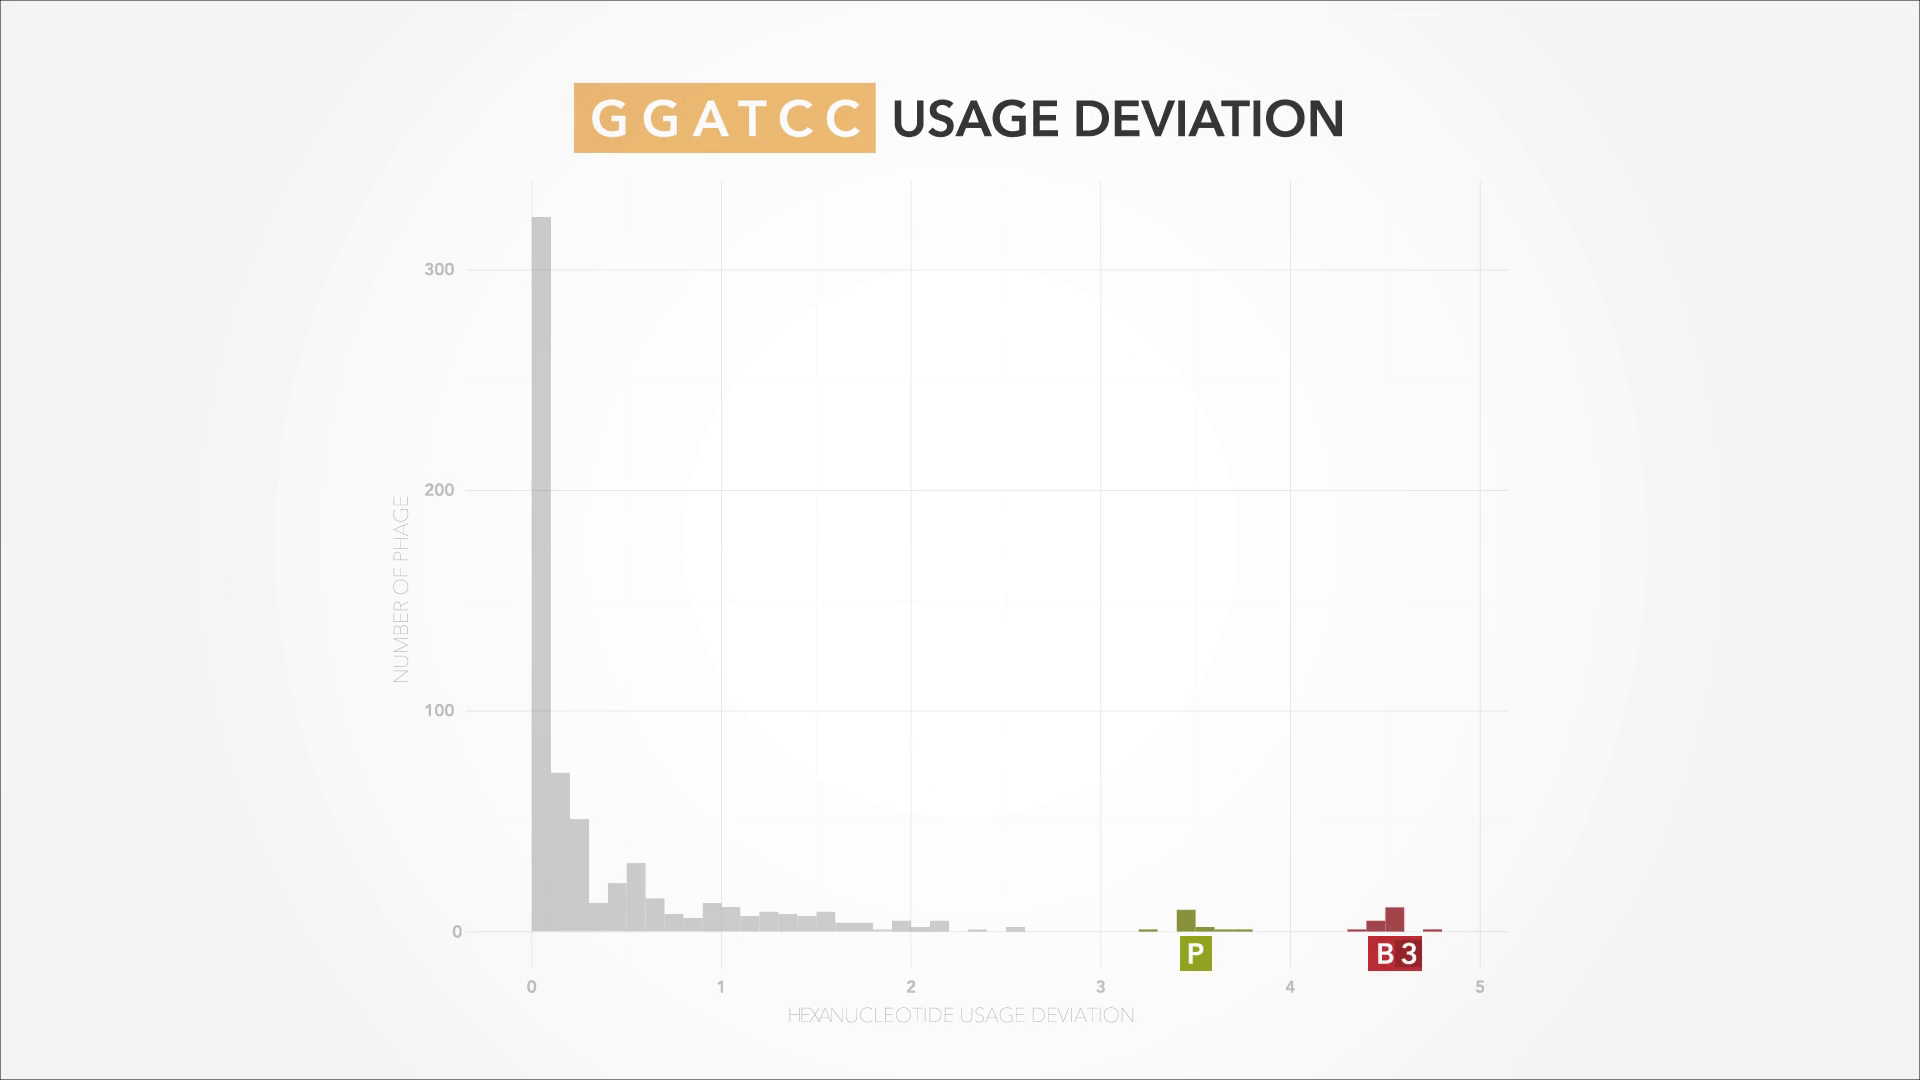 GGATCC USAGE DEVIATION
300
200
100
0
NUMBER OF PHAGE
P
B3
0 1 2 3 4 5
HEXANUCLEOTIDE USAGE DEVIATION